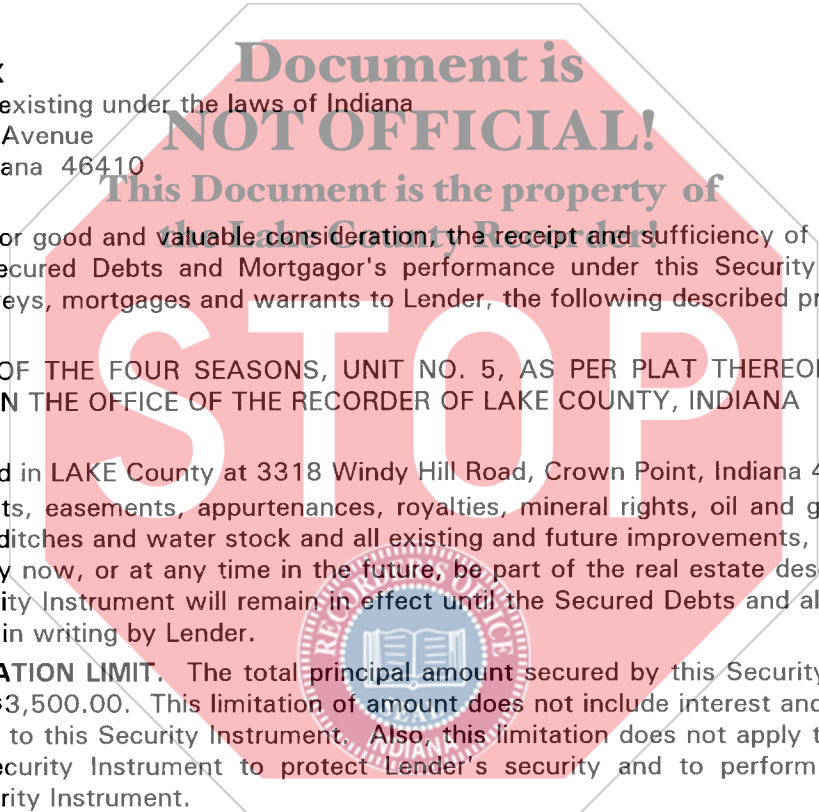 Document is
existing under the laws of Indiana
NOT OFFICIAL!
Avenue
ana 46410
This Document is the property of
the Lake County Recorder!
or good and valuable consideration, the receipt and sufficiency of
ecured Debts and Mortgagor's performance under this Security
eys, mortgages and warrants to Lender, the following described pr
STOP
OF THE FOUR SEASONS, UNIT NO. 5, AS PER PLAT THEREO
N THE OFFICE OF THE RECORDER OF LAKE COUNTY, INDIANA
d in LAKE County at 3318 Windy Hill Road, Crown Point, Indiana 4
ts, easements, appurtenances, royalties, mineral rights, oil and g
ditches and water stock and all existing and future improvements,
y now, or at any time in the future, be part of the real estate des
ity Instrument will remain in effect until the Secured Debts and al
in writing by Lender.
RECORDERS OFFICE
SEAL
INDIANA
ATION LIMIT. The total principal amount secured by this Security
3,500.00. This limitation of amount does not include interest and
to this Security Instrument. Also, this limitation does not apply t
ecurity Instrument to protect Lender's security and to perform
rity Instrument.